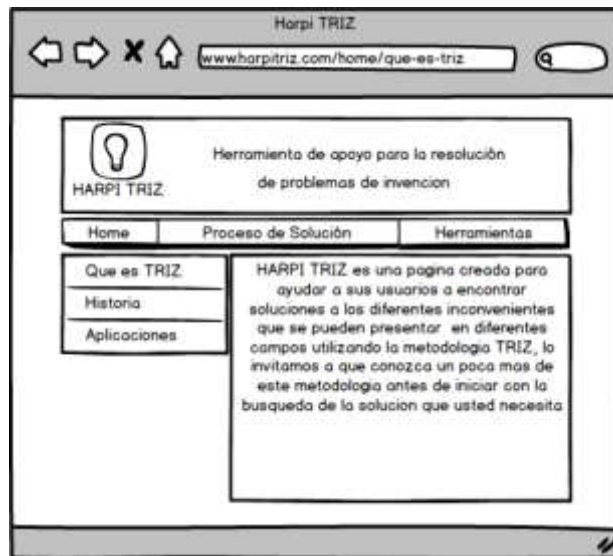 Harpi TRIZ
www.harpitriz.com/home/que-es-triz
Herramienta de apoyo para la resolución
de problemas de invencion
HARPI TRIZ
Home
Proceso de Solución
Herramientas
Que es TRIZ
Historia
Aplicaciones
HARPI TRIZ es una pagina creada para
ayudar a sus usuarios a encontrar
soluciones a los diferentes inconvenientes
que se pueden presentar en diferentes
campos utilizando la metodologia TRIZ, lo
invitamos a que conozca un poca mas de
este metodologia antes de iniciar con la
busqueda de la solucion que usted necesita